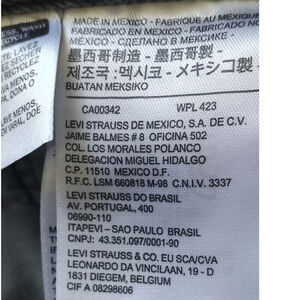 MADE IN MEXICO - FABRIQUE AU MEXIQUE
FABRICADO EN MEXICO - FABRICADO NO
MEXICO - СДЕЛАНО В МЕКСИКЕ -
墨西哥制造 - 墨西哥製 -
제조국 :멕시코 - メキシコ製
BUATAN MEKSIKO
CA00342 WPL 423
LEVI STRAUSS DE MEXICO, S.A. DE C.V.
JAIME BALMES # 8 OFICINA 502
COL. LOS MORALES POLANCO
DELEGACION MIGUEL HIDALGO
C.P. 11510 MEXICO D.F.
R.F.C. LSM 660818 M-98 C.N.I.V. 3337
LEVI STRAUSS DO BRASIL
AV. PORTUGAL, 400
06990-110
ITAPEVI - SAO PAULO BRASIL
CNPJ: 43.351.097/0001-90
LEVI STRAUSS & CO. EU SCA/CVA
LEONARDO DA VINCILAAN, 19 - D
1831 DIEGEM, BELGIUM
CIF A 08298606